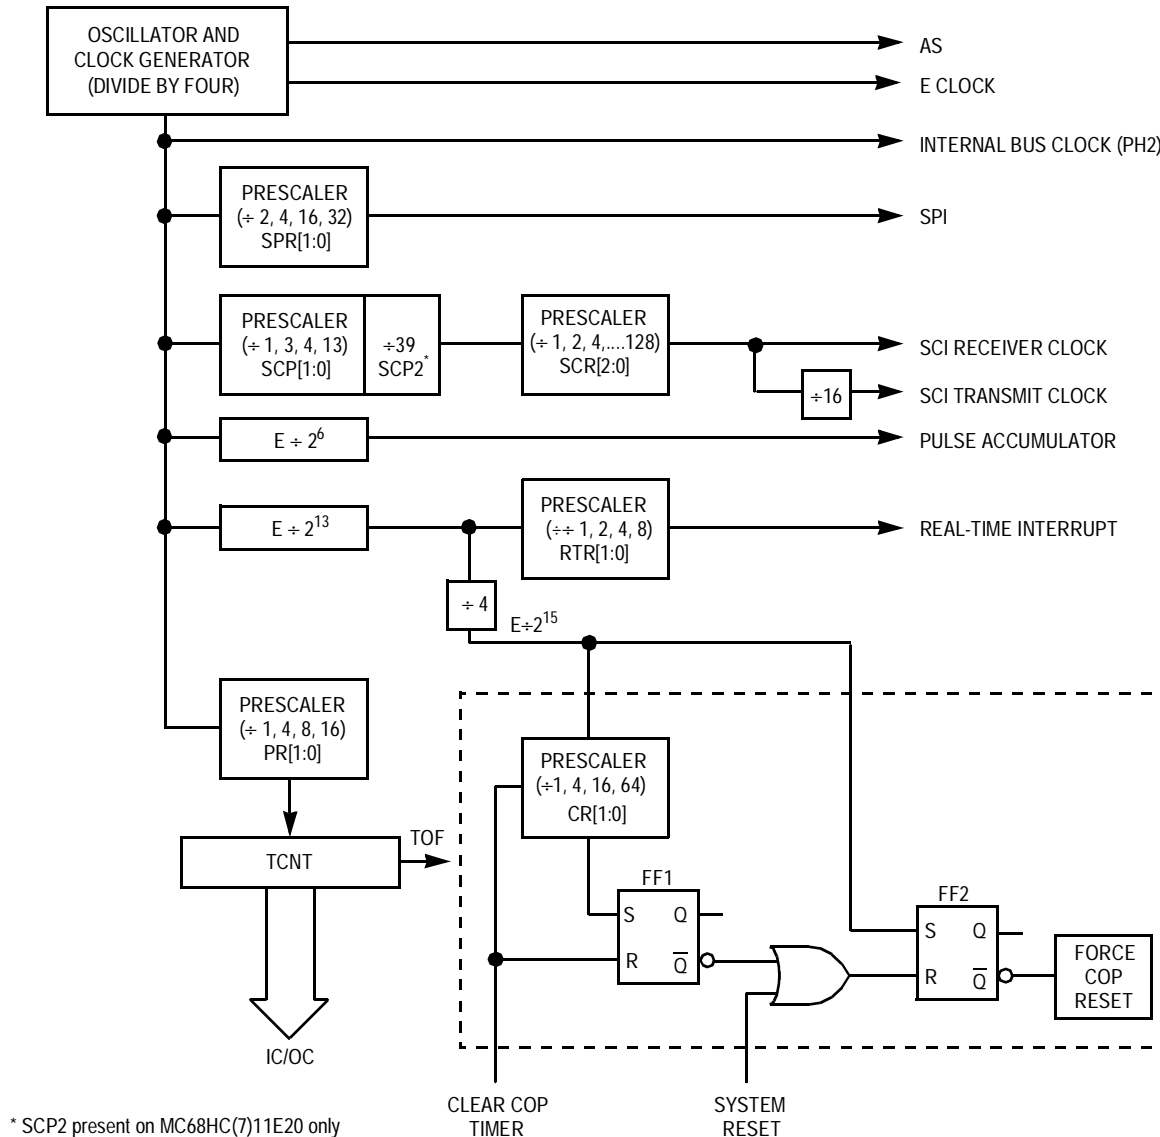 OSCILLATOR AND
CLOCK GENERATOR
(DIVIDE BY FOUR)
AS
E CLOCK
INTERNAL BUS CLOCK (PH2)
PRESCALER
(÷ 2, 4, 16, 32)
SPR[1:0]
SPI
PRESCALER
(÷ 1, 3, 4, 13)
SCP[1:0]
÷39
SCP2*
PRESCALER
(÷ 1, 2, 4,....128)
SCR[2:0]
SCI RECEIVER CLOCK
÷16
SCI TRANSMIT CLOCK
E ÷ 2⁶
PULSE ACCUMULATOR
E ÷ 2¹³
PRESCALER
(÷÷ 1, 2, 4, 8)
RTR[1:0]
REAL-TIME INTERRUPT
÷ 4
E÷2¹⁵
PRESCALER
(÷ 1, 4, 8, 16)
PR[1:0]
PRESCALER
(÷1, 4, 16, 64)
CR[1:0]
TCNT
TOF
FF1
S Q
R Q̅
FF2
S Q
R Q̅
FORCE
COP
RESET
IC/OC
CLEAR COP
TIMER
SYSTEM
RESET
* SCP2 present on MC68HC(7)11E20 only